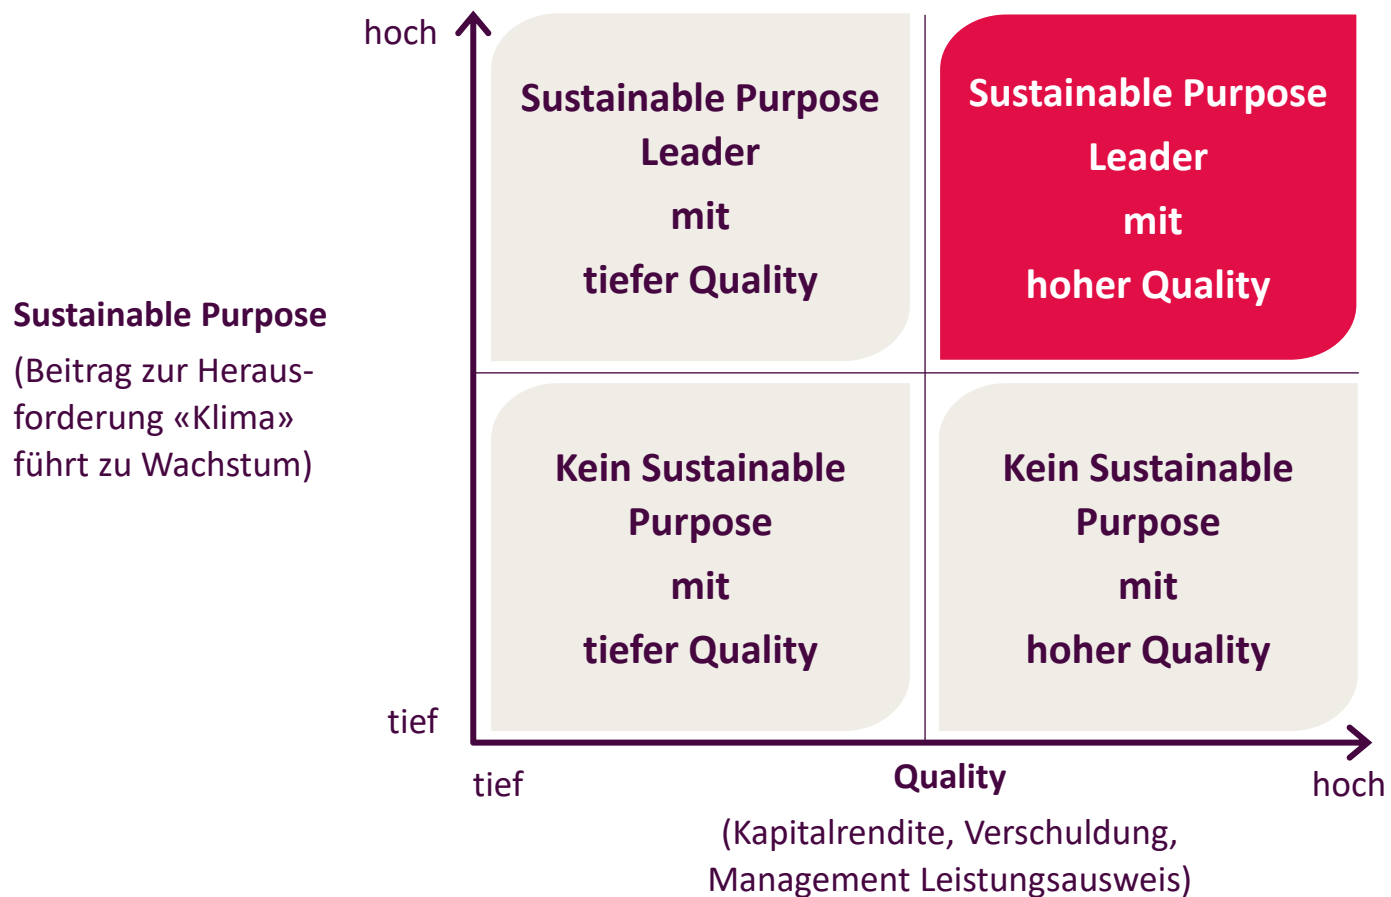 hoch
Sustainable Purpose
Leader
mit
tiefer Quality
Sustainable Purpose
Leader
mit
hoher Quality
Sustainable Purpose
(Beitrag zur Heraus-
forderung «Klima»
führt zu Wachstum)
Kein Sustainable
Purpose
mit
tiefer Quality
Kein Sustainable
Purpose
mit
hoher Quality
tief
tief
Quality
hoch
(Kapitalrendite, Verschuldung,
Management Leistungsausweis)